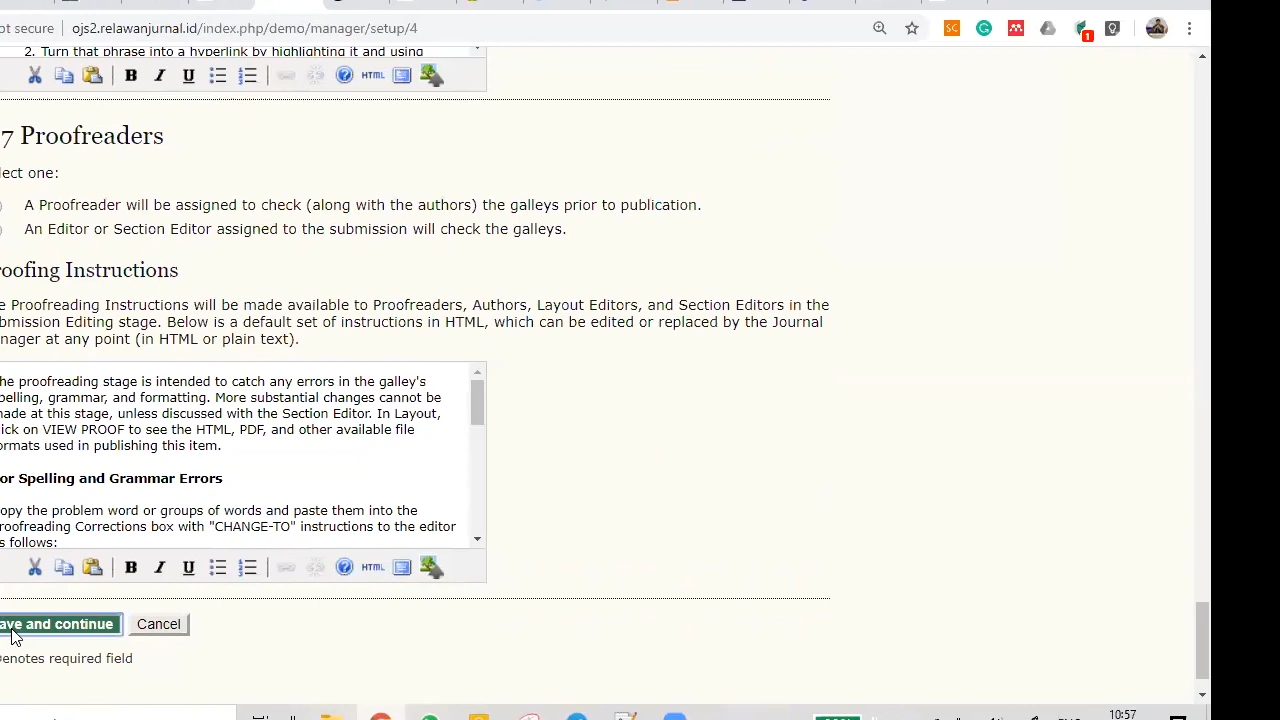 ot secure
ojs2.relawanjurnal.id/index.php/demo/manager/setup/4
SC
1
2. Turn that phrase into a hyperlink by highlighting it and using
B I U HTML
7 Proofreaders
lect one:
A Proofreader will be assigned to check (along with the authors) the galleys prior to publication.
An Editor or Section Editor assigned to the submission will check the galleys.
oofing Instructions
e Proofreading Instructions will be made available to Proofreaders, Authors, Layout Editors, and Section Editors in the
bmission Editing stage. Below is a default set of instructions in HTML, which can be edited or replaced by the Journal
nager at any point (in HTML or plain text).
he proofreading stage is intended to catch any errors in the galley's
pelling, grammar, and formatting. More substantial changes cannot be
nade at this stage, unless discussed with the Section Editor. In Layout,
lick on VIEW PROOF to see the HTML, PDF, and other available file
ormats used in publishing this item.
or Spelling and Grammar Errors
opy the problem word or groups of words and paste them into the
roofreading Corrections box with "CHANGE-TO" instructions to the editor
s follows:
B I U HTML
ave and continue
Cancel
enotes required field
10:57